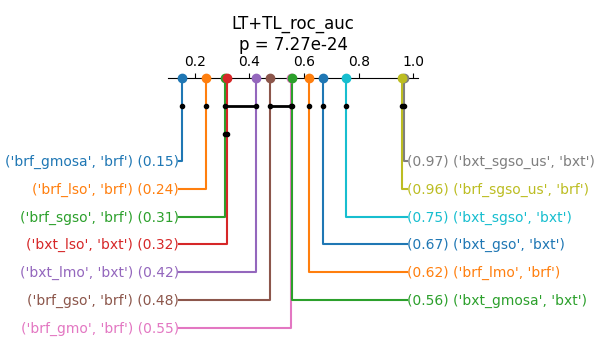 LT+TL_roc_auc
p = 7.27e-24
0.2 0.4 0.6 0.8 1.0
('brf_gmosa', 'brf') (0.15)
(0.97) ('bxt_sgso_us', 'bxt')
('brf_lso', 'brf') (0.24)
(0.96) ('brf_sgso_us', 'brf')
('brf_sgso', 'brf') (0.31)
(0.75) ('bxt_sgso', 'bxt')
('bxt_lso', 'bxt') (0.32)
(0.67) ('bxt_gso', 'bxt')
('bxt_lmo', 'bxt') (0.42)
(0.62) ('brf_lmo', 'brf')
('brf_gso', 'brf') (0.48)
(0.56) ('bxt_gmosa', 'bxt')
('brf_gmo', 'brf') (0.55)